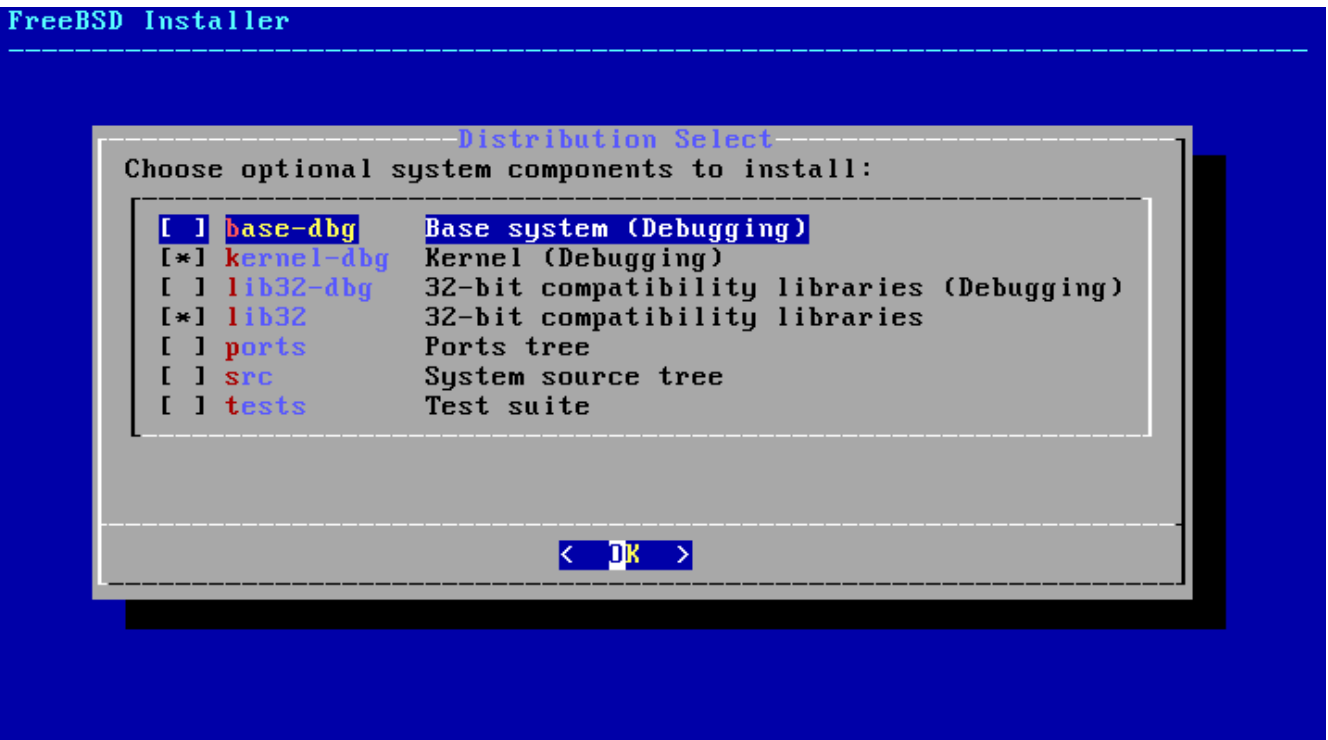 FreeBSD Installer
Distribution Select
Choose optional system components to install:
[ ] base-dbg Base system (Debugging)
[*] kernel-dbg Kernel (Debugging)
[ ] lib32-dbg 32-bit compatibility libraries (Debugging)
[*] lib32 32-bit compatibility libraries
[ ] ports Ports tree
[ ] src System source tree
[ ] tests Test suite
< OK >